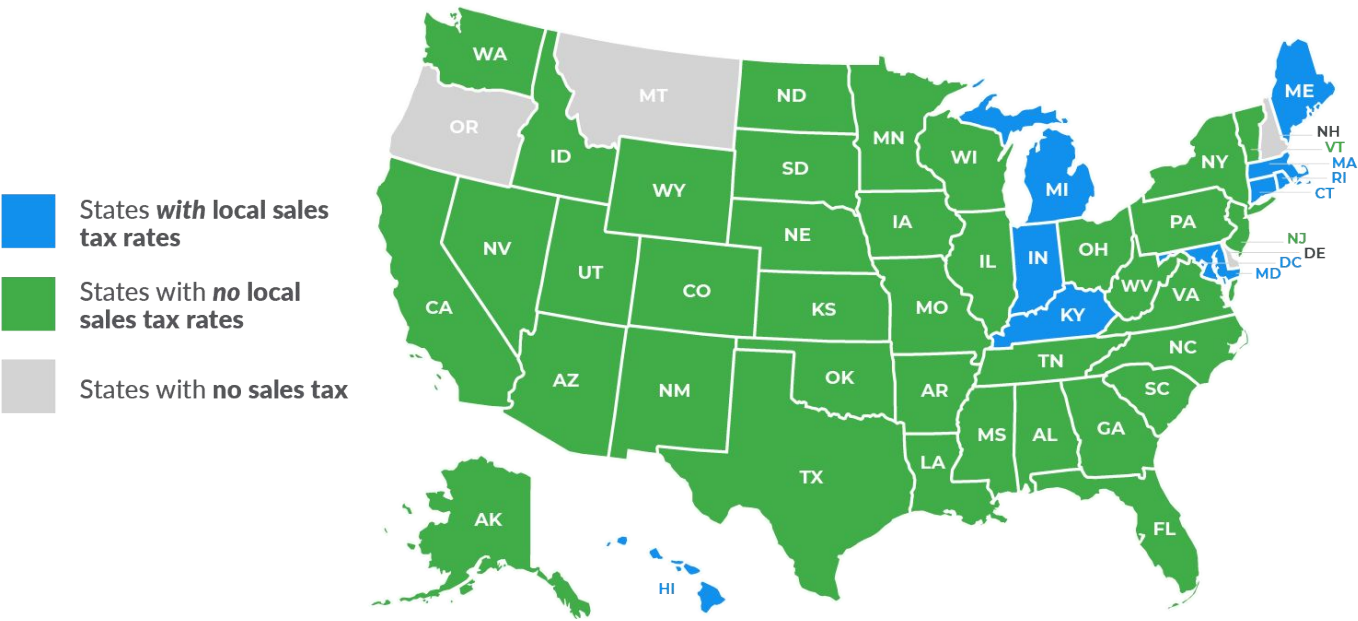 States with local sales
tax rates
States with no local
sales tax rates
States with no sales tax
WA
MT
ND
OR
ID
MN
WI
MI
NY
ME
NH
VT
MA
RI
CT
WY
SD
IA
NE
NV
UT
CO
KS
CA
IL
IN
OH
PA
NJ
DE
DC
MD
WV
VA
MO
KY
AZ
NM
OK
AR
TN
NC
SC
MS
AL
GA
TX
LA
FL
AK
HI